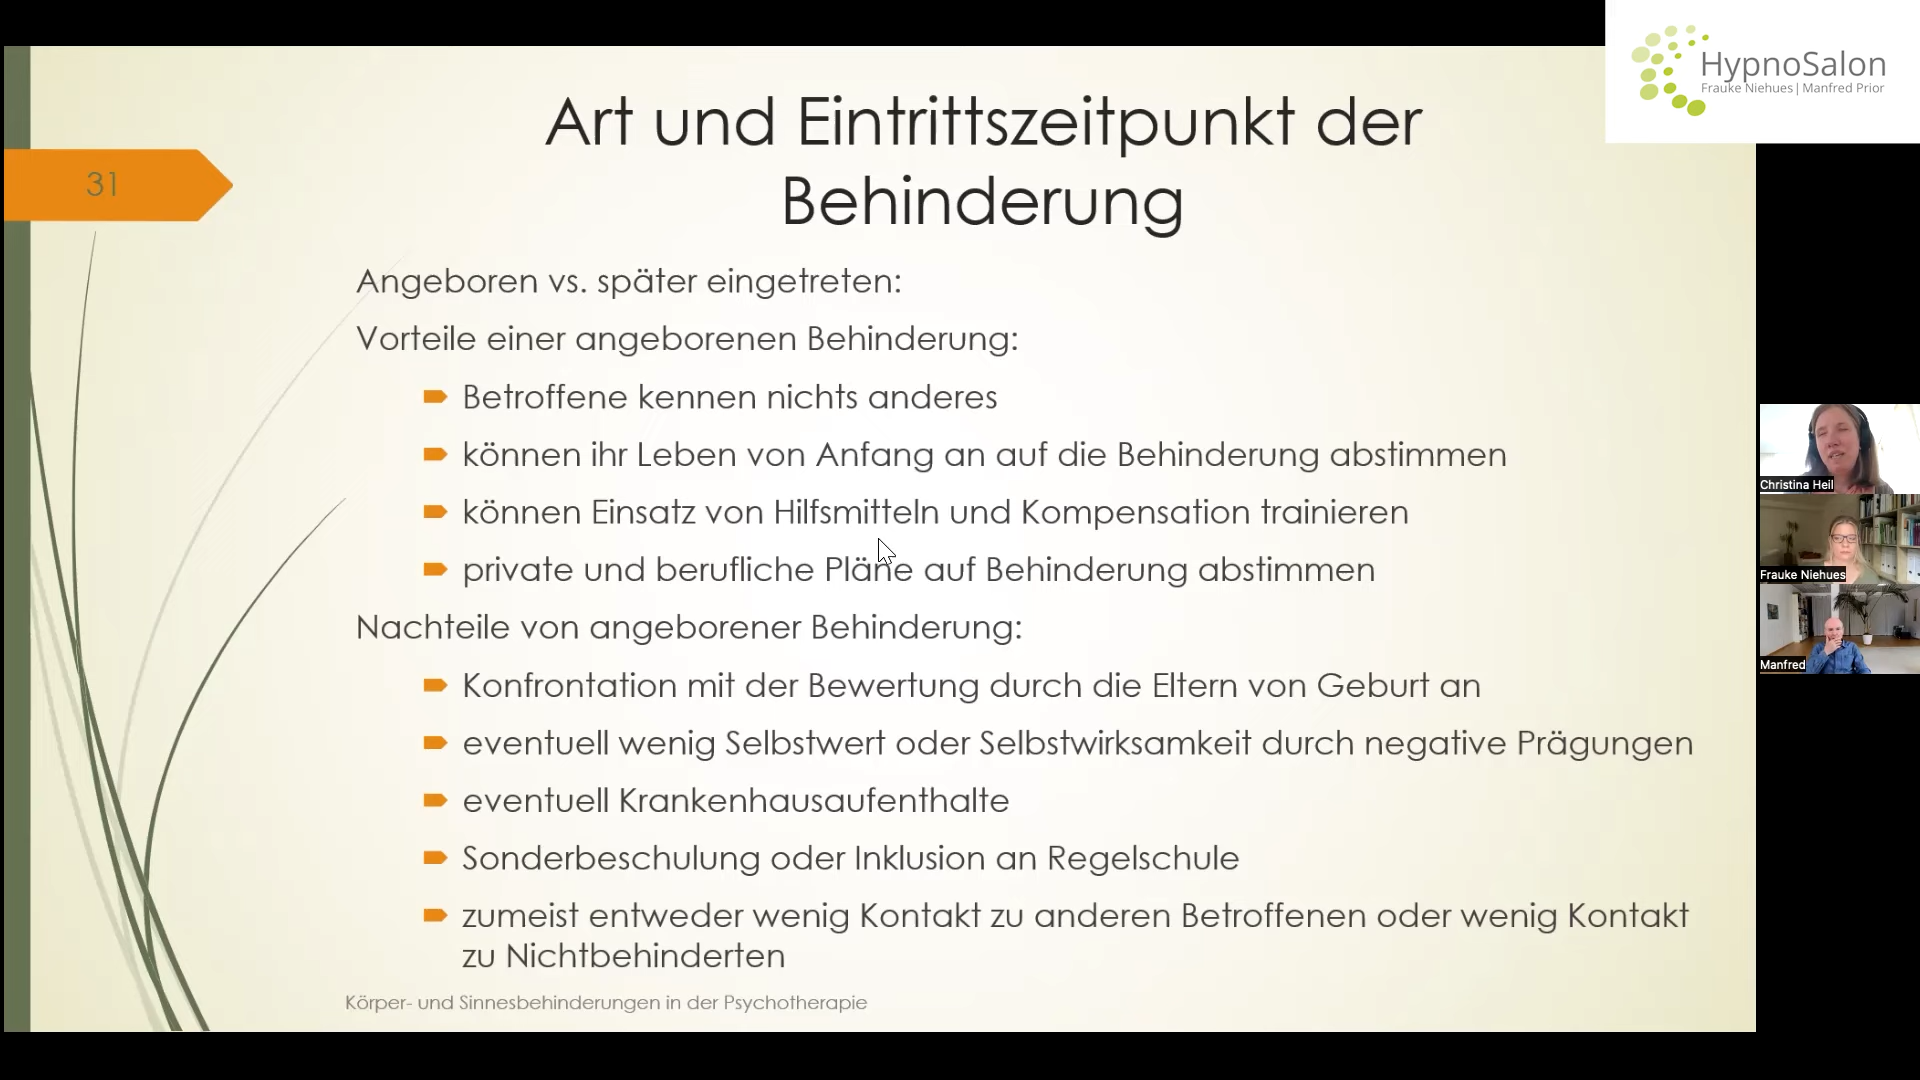 HypnoSalon
Frauke Niehues | Manfred Prior
Art und Eintrittszeitpunkt der
Behinderung
31
Angeboren vs. später eingetreten:
Vorteile einer angeborenen Behinderung:
Betroffene kennen nichts anderes
können ihr Leben von Anfang an auf die Behinderung abstimmen
können Einsatz von Hilfsmitteln und Kompensation trainieren
private und berufliche Pläne auf Behinderung abstimmen
Nachteile von angeborener Behinderung:
Konfrontation mit der Bewertung durch die Eltern von Geburt an
eventuell wenig Selbstwert oder Selbstwirksamkeit durch negative Prägungen
eventuell Krankenhausaufenthalte
Sonderbeschulung oder Inklusion an Regelschule
zumeist entweder wenig Kontakt zu anderen Betroffenen oder wenig Kontakt
zu Nichtbehinderten
Körper- und Sinnesbehinderungen in der Psychotherapie
Christina Heil
Frauke Niehues
Manfred